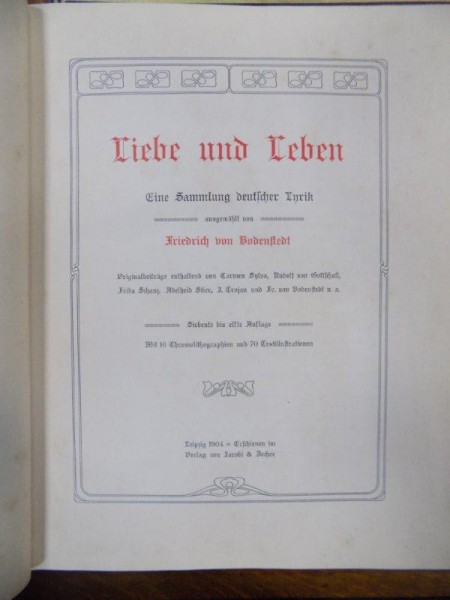 Liebe und Leben
Eine Sammlung deutscher Lyrik
ausgewählt von
Friedrich von Bodenstedt
Originalbeiträge enthaltend von Carmen Sylva, Rudolf von Gottschall,
Frida Schanz, Adelheid Stier, J. Trojan und Fr. von Bodenstedt u. a.
Siebente bis elfte Auflage
Mit 16 Chromolithographien und 70 Textillustrationen
Leipzig 1904 = Erschienen im
Verlag von Jacobi & Zocher